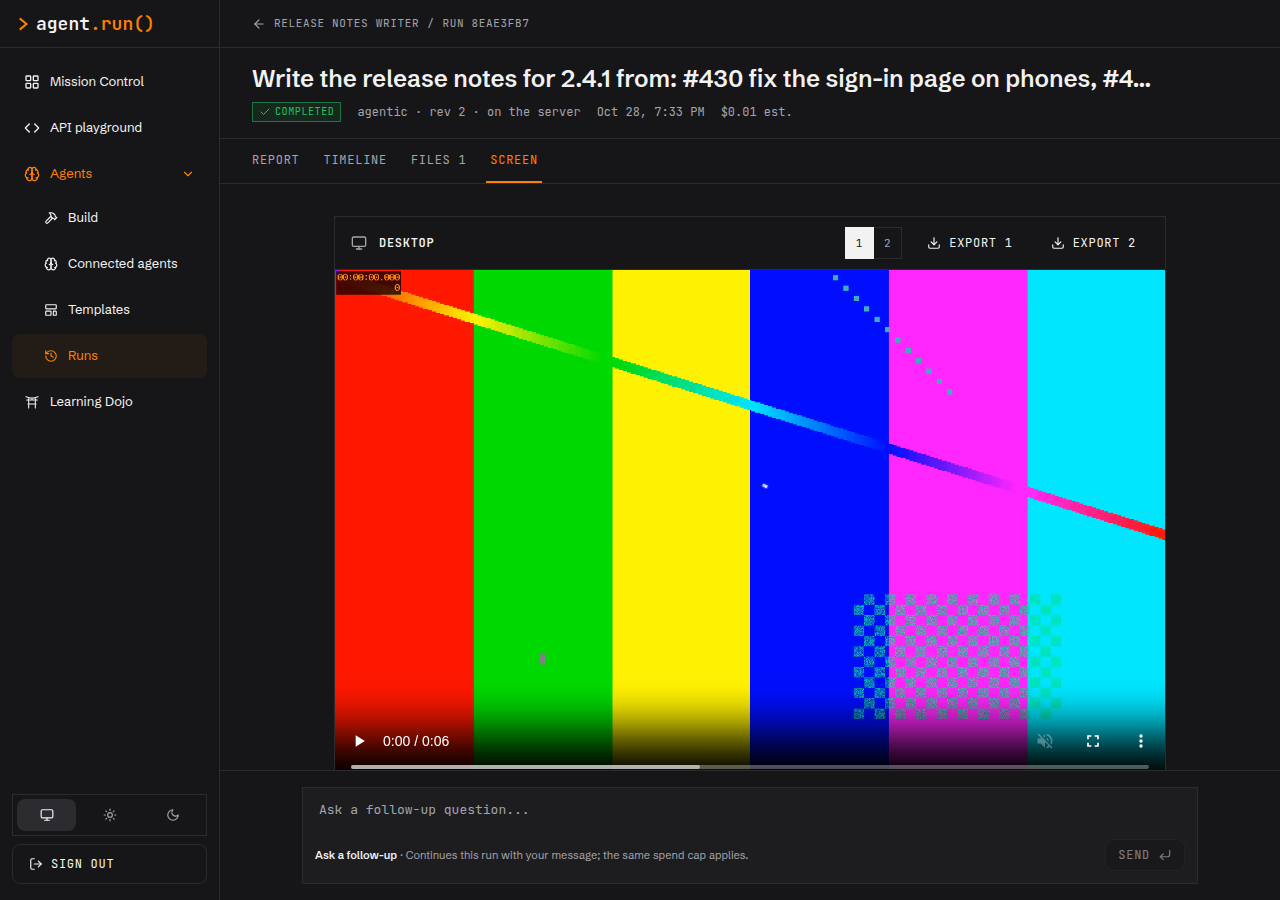 agent.run()
RELEASE NOTES WRITER / RUN 8EAE3FB7
Mission Control
API playground
Agents
Build
Connected agents
Templates
Runs
Learning Dojo
SIGN OUT
Write the release notes for 2.4.1 from: #430 fix the sign-in page on phones, #4…
COMPLETED agentic · rev 2 · on the server Oct 28, 7:33 PM $0.01 est.
REPORT TIMELINE FILES 1 SCREEN
DESKTOP 1 2 EXPORT 1 EXPORT 2
00:00:00.000
0
0:00 / 0:06
Ask a follow-up question...
Ask a follow-up · Continues this run with your message; the same spend cap applies.
SEND